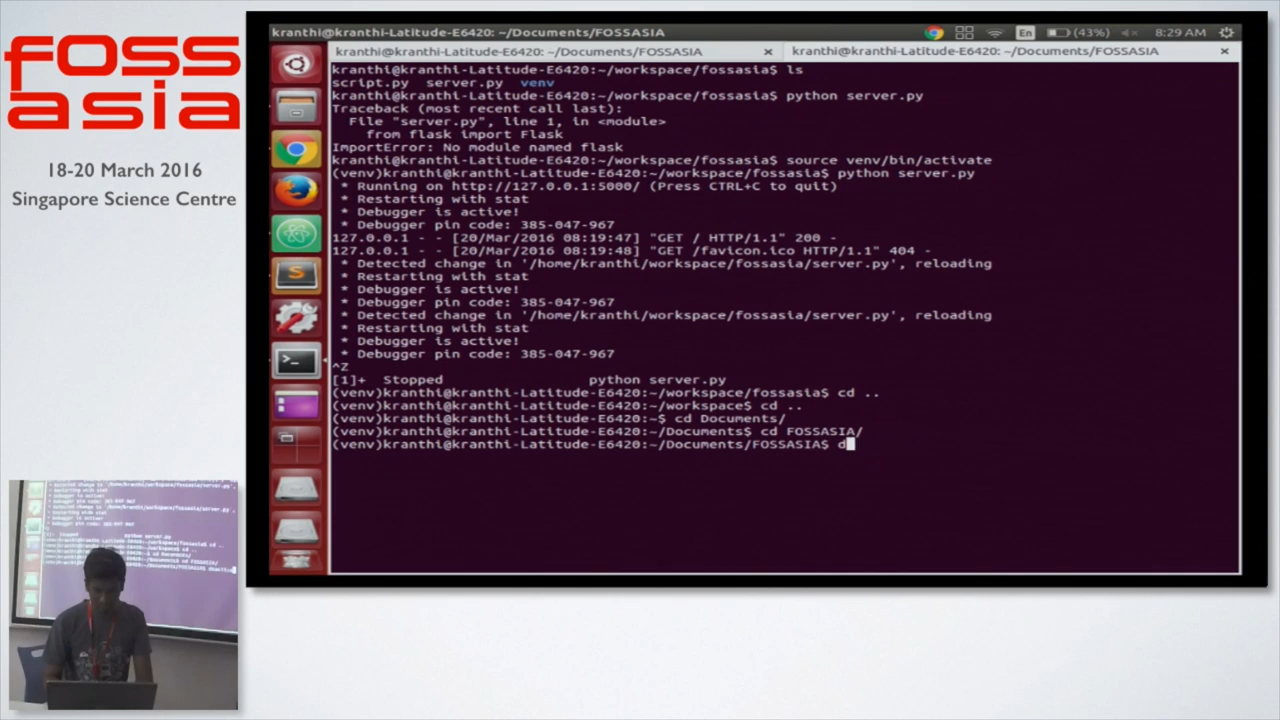 FOSS
asia
18-20 March 2016
Singapore Science Centre
kranthi@kranthi-Latitude-E6420: ~/Documents/FOSSASIA
En
(43%)
8:29 AM
kranthi@kranthi-Latitude-E6420: ~/Documents/FOSSASIA × kranthi@kranthi-Latitude-E6420: ~/Documents/FOSSASIA ×
kranthi@kranthi-Latitude-E6420:~/workspace/fossasia$ ls
script.py server.py venv
kranthi@kranthi-Latitude-E6420:~/workspace/fossasia$ python server.py
Traceback (most recent call last):
File "server.py", line 1, in <module>
from flask import Flask
ImportError: No module named flask
kranthi@kranthi-Latitude-E6420:~/workspace/fossasia$ source venv/bin/activate
(venv)kranthi@kranthi-Latitude-E6420:~/workspace/fossasia$ python server.py
* Running on http://127.0.0.1:5000/ (Press CTRL+C to quit)
* Restarting with stat
* Debugger is active!
* Debugger pin code: 385-047-967
127.0.0.1 - - [20/Mar/2016 08:19:47] "GET / HTTP/1.1" 200 -
127.0.0.1 - - [20/Mar/2016 08:19:48] "GET /favicon.ico HTTP/1.1" 404 -
* Detected change in '/home/kranthi/workspace/fossasia/server.py', reloading
* Restarting with stat
* Debugger is active!
* Debugger pin code: 385-047-967
* Detected change in '/home/kranthi/workspace/fossasia/server.py', reloading
* Restarting with stat
* Debugger is active!
* Debugger pin code: 385-047-967
^Z
[1]+ Stopped python server.py
(venv)kranthi@kranthi-Latitude-E6420:~/workspace/fossasia$ cd ..
(venv)kranthi@kranthi-Latitude-E6420:~/workspace$ cd ..
(venv)kranthi@kranthi-Latitude-E6420:~$ cd Documents/
(venv)kranthi@kranthi-Latitude-E6420:~/Documents$ cd FOSSASIA/
(venv)kranthi@kranthi-Latitude-E6420:~/Documents/FOSSASIA$ d